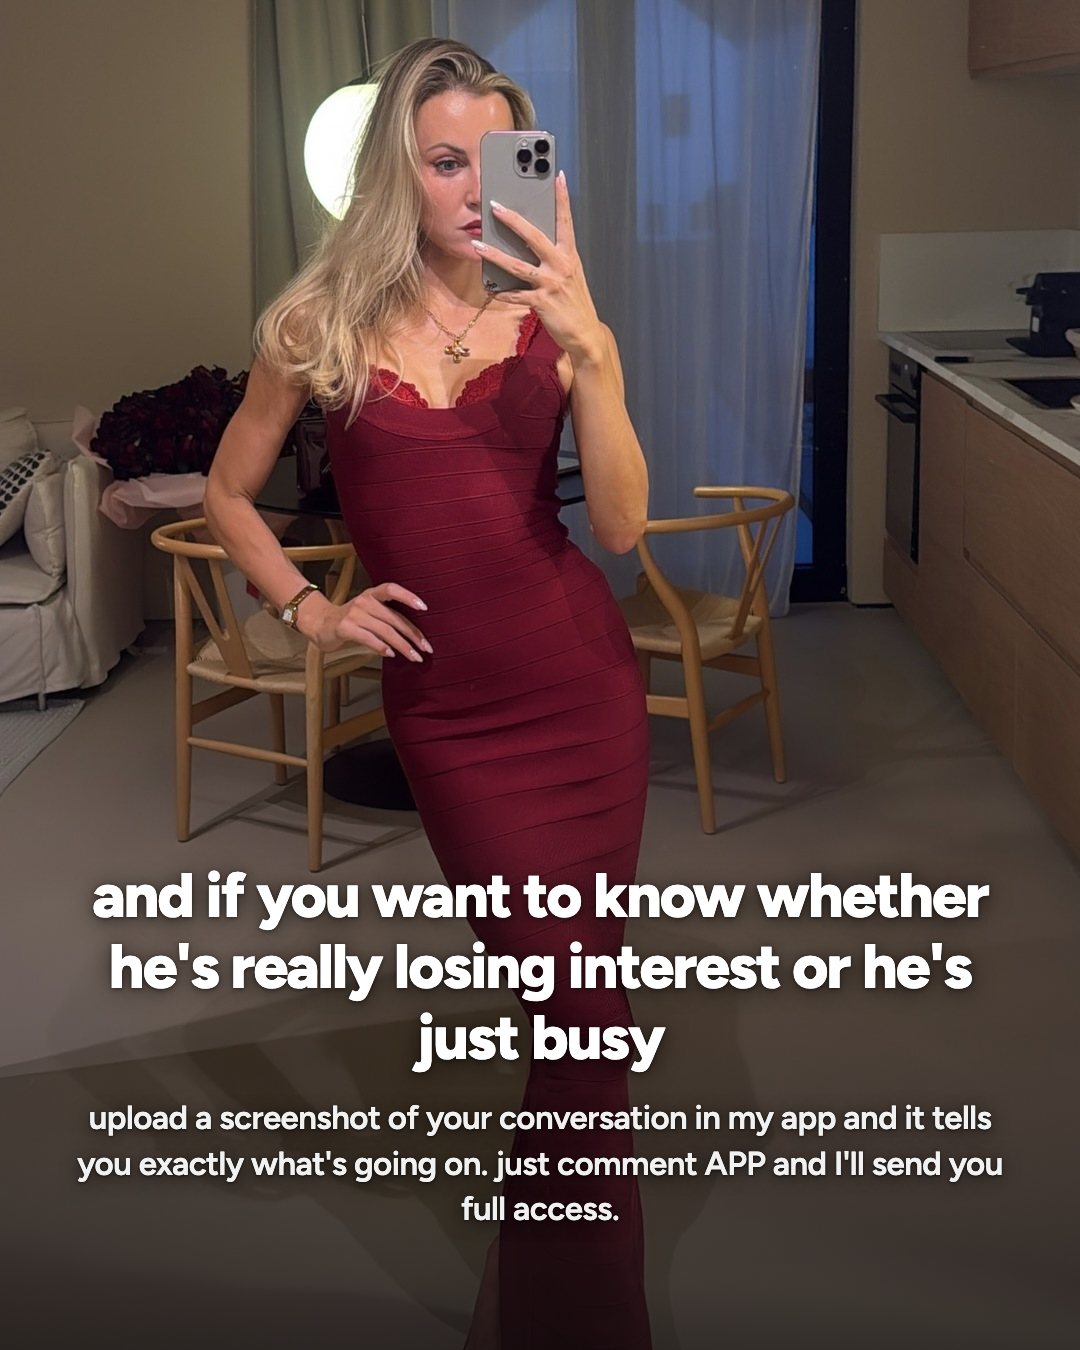 and if you want to know whether
he's really losing interest or he's
just busy
upload a screenshot of your conversation in my app and it tells
you exactly what's going on. just comment APP and I'll send you
full access.